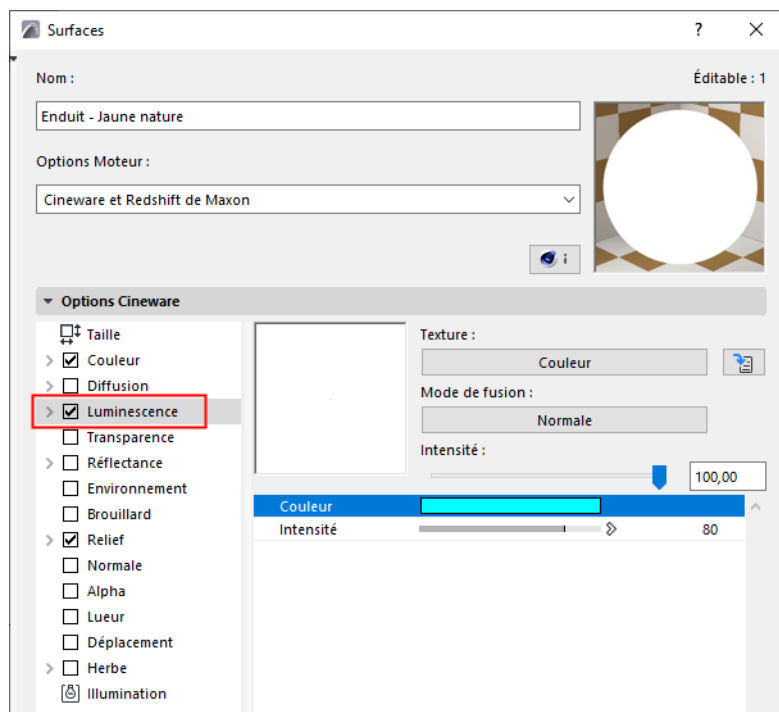 Surfaces
?
Nom :
Éditable : 1
Enduit - Jaune nature
Options Moteur :
Cineware et Redshift de Maxon
i
Options Cineware
Taille
Couleur
Diffusion
Luminescence
Transparence
Réflectance
Environnement
Brouillard
Relief
Normale
Alpha
Lueur
Déplacement
Herbe
Illumination
Texture :
Couleur
Mode de fusion :
Normale
Intensité :
100,00
Couleur
Intensité 80